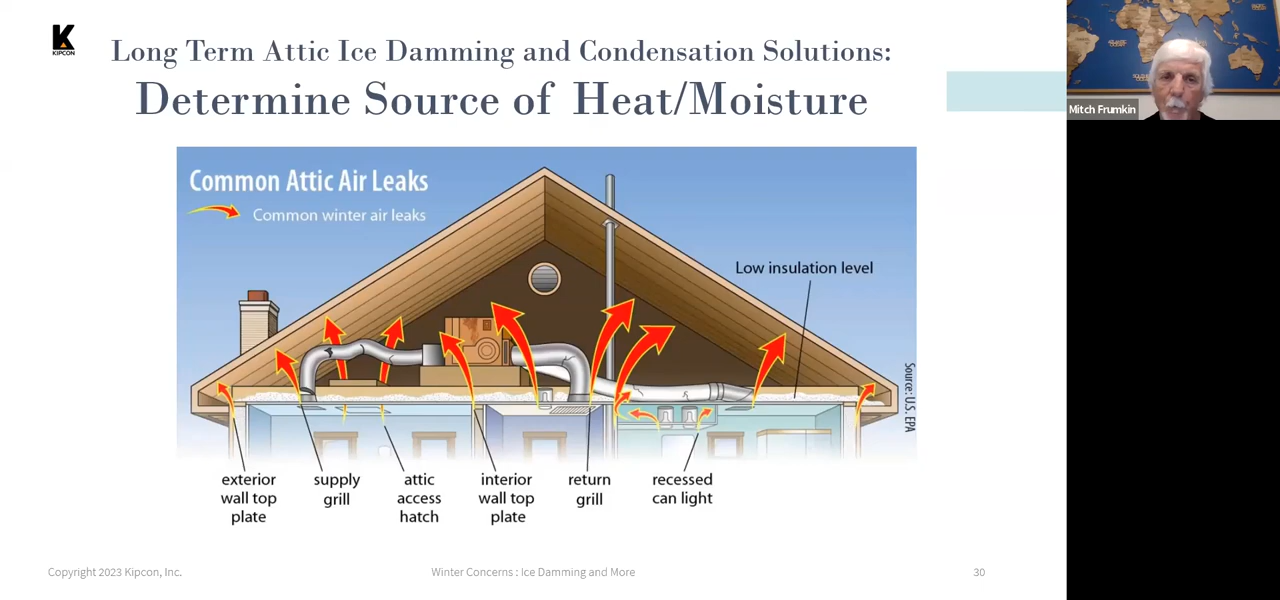 K
KIPCON
Long Term Attic Ice Damming and Condensation Solutions:
Determine Source of Heat/Moisture
Mitch Frumkin
Common Attic Air Leaks
Common winter air leaks
Low insulation level
Source: U.S. EPA
exterior
wall top
plate
supply
grill
attic
access
hatch
interior
wall top
plate
return
grill
recessed
can light
Copyright 2023 Kipcon, Inc.
Winter Concerns : Ice Damming and More
30